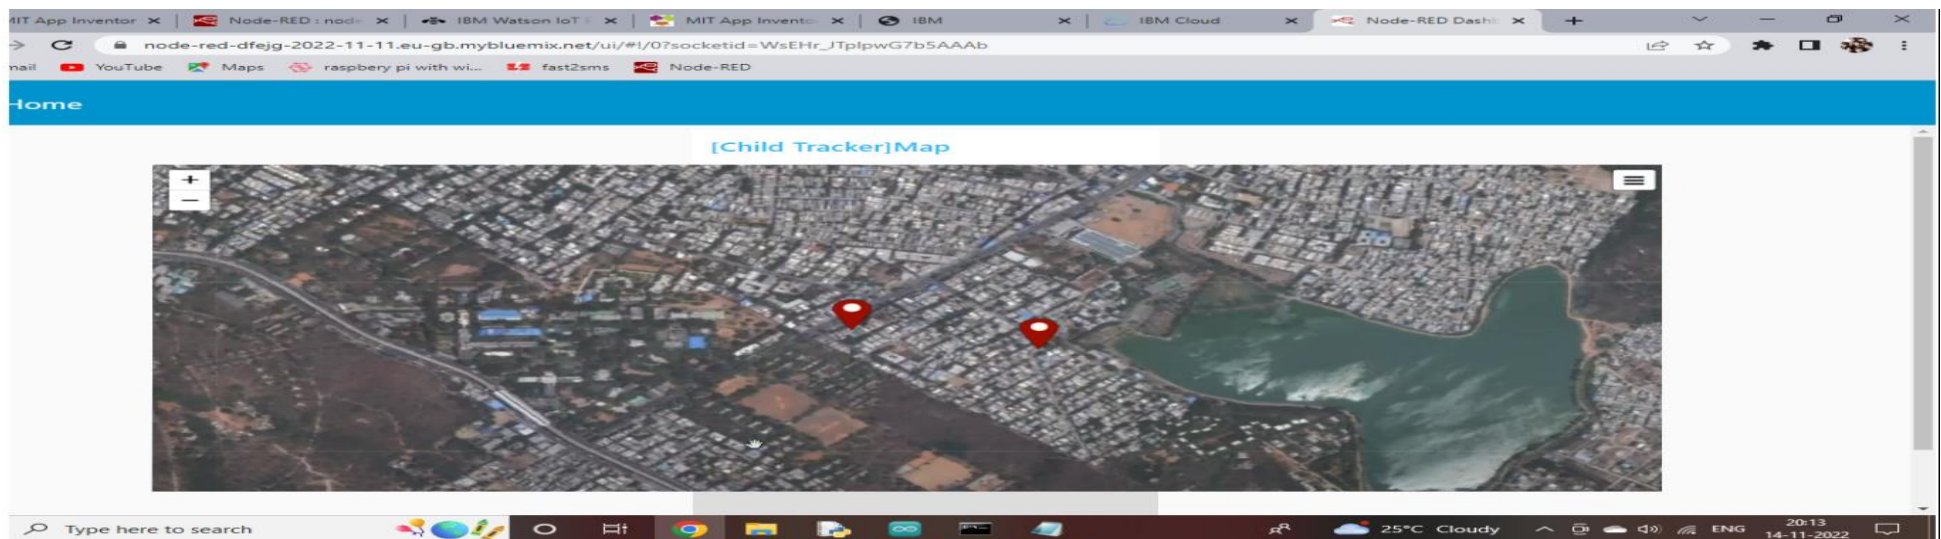 MIT App Inventor Node-RED : node IBM Watson IoT MIT App Invento IBM IBM Cloud Node-RED Dash
node-red-dfejg-2022-11-11.eu-gb.mybluemix.net/ui/#!/0?socketid=WsEHr_JTpIpwG7b5AAAb
mail YouTube Maps raspbery pi with wi... fast2sms Node-RED
Home
[Child Tracker]Map
+
−
Type here to search 25°C Cloudy ENG 20:13
14-11-2022